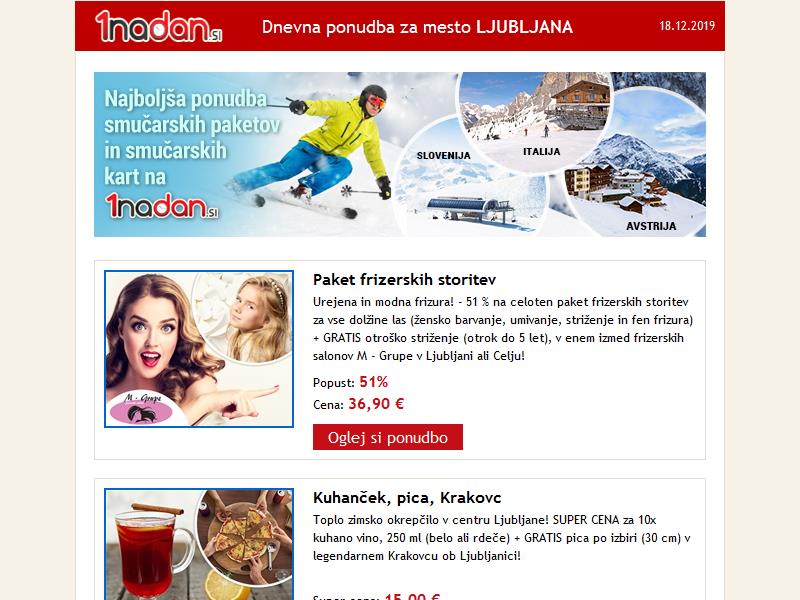 1nadan.si
Dnevna ponudba za mesto LJUBLJANA
18.12.2019
Najboljša ponudba
smučarskih paketov
in smučarskih
kart na
1nadan.si
SLOVENIJA
ITALIJA
AVSTRIJA
Paket frizerskih storitev
Urejena in modna frizura! - 51 % na celoten paket frizerskih storitev
za vse dolžine las (žensko barvanje, umivanje, striženje in fen frizura)
+ GRATIS otroško striženje (otrok do 5 let), v enem izmed frizerskih
salonov M - Grupe v Ljubljani ali Celju!
Popust: 51%
Cena: 36,90 €
Oglej si ponudbo
M - Grupe
Kuhanček, pica, Krakovc
Toplo zimsko okrepčilo v centru Ljubljane! SUPER CENA za 10x
kuhano vino, 250 ml (belo ali rdeče) + GRATIS pica po izbiri (30 cm) v
legendarnem Krakovcu ob Ljubljanici!
Super cena: 15,00 €